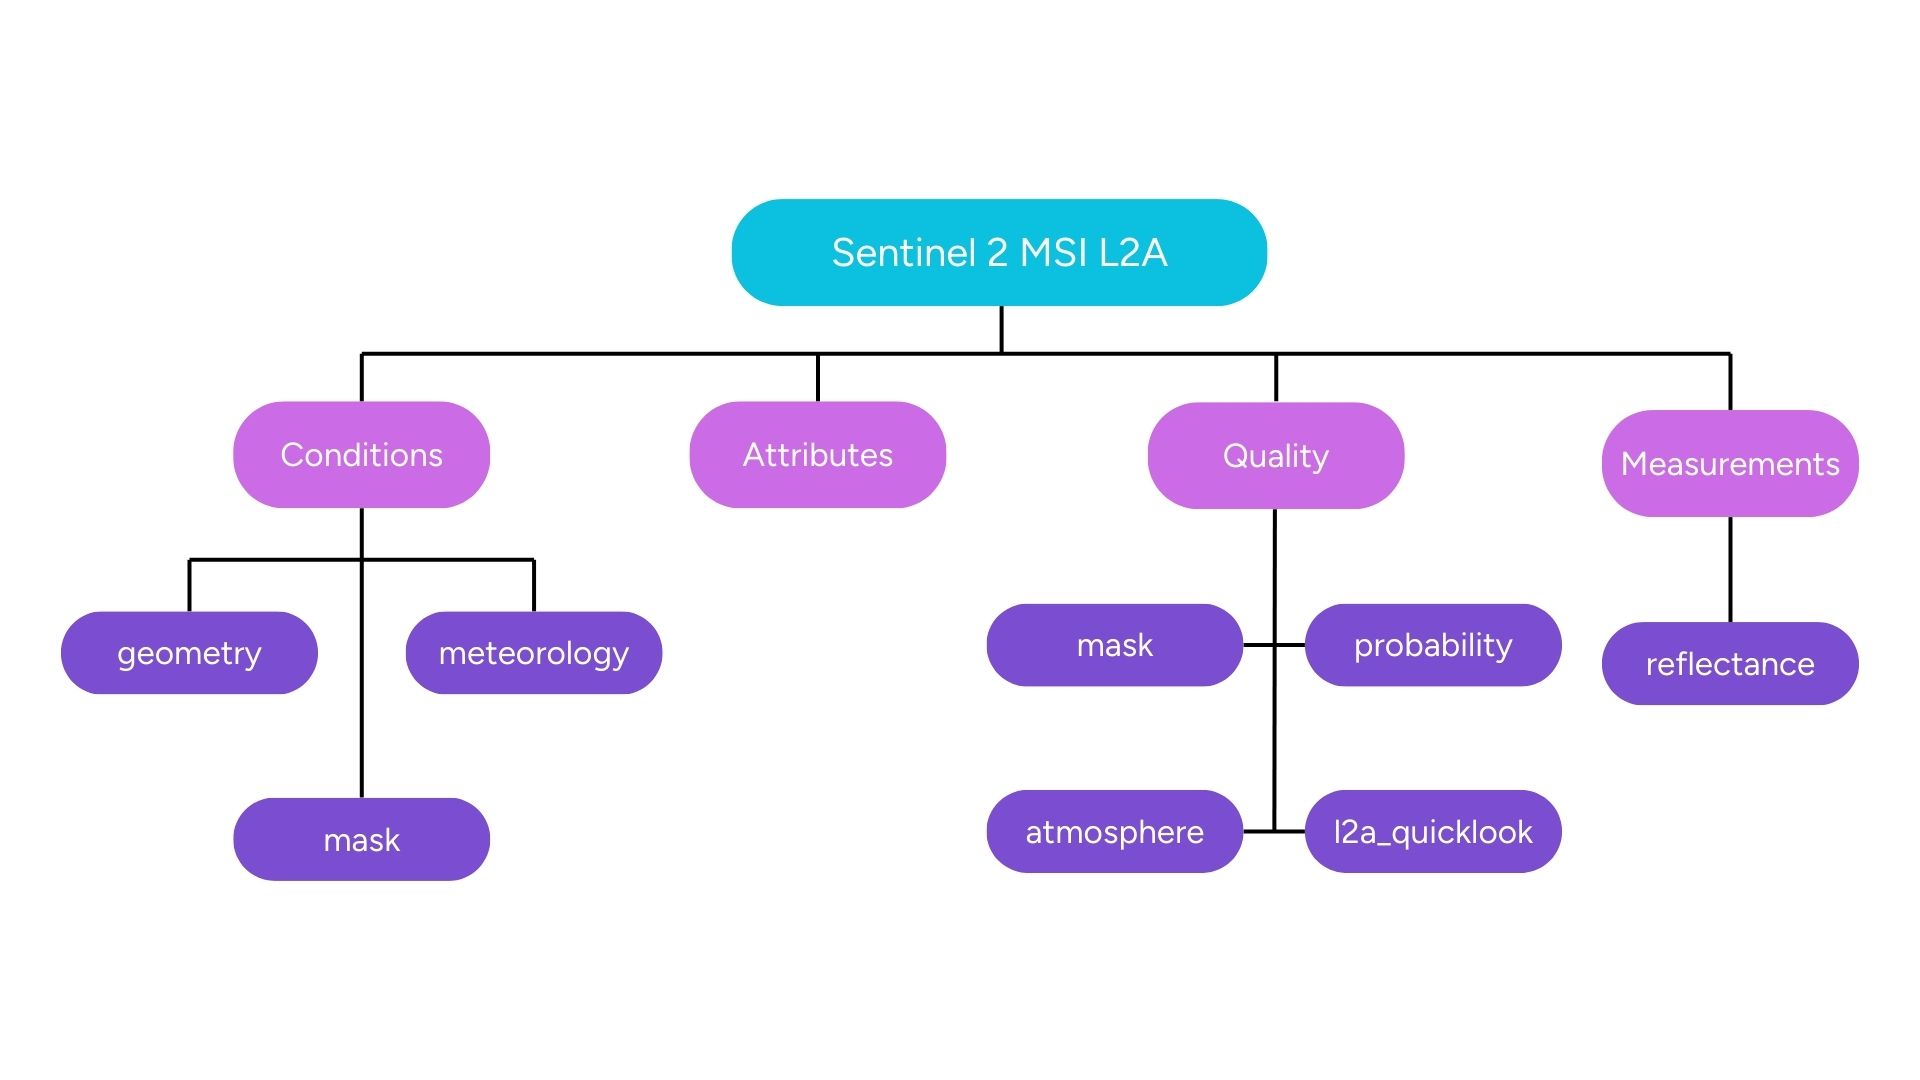 Sentinel 2 MSI L2A
Conditions
Attributes
Quality
Measurements
geometry
meteorology
mask
mask
probability
atmosphere
l2a_quicklook
reflectance